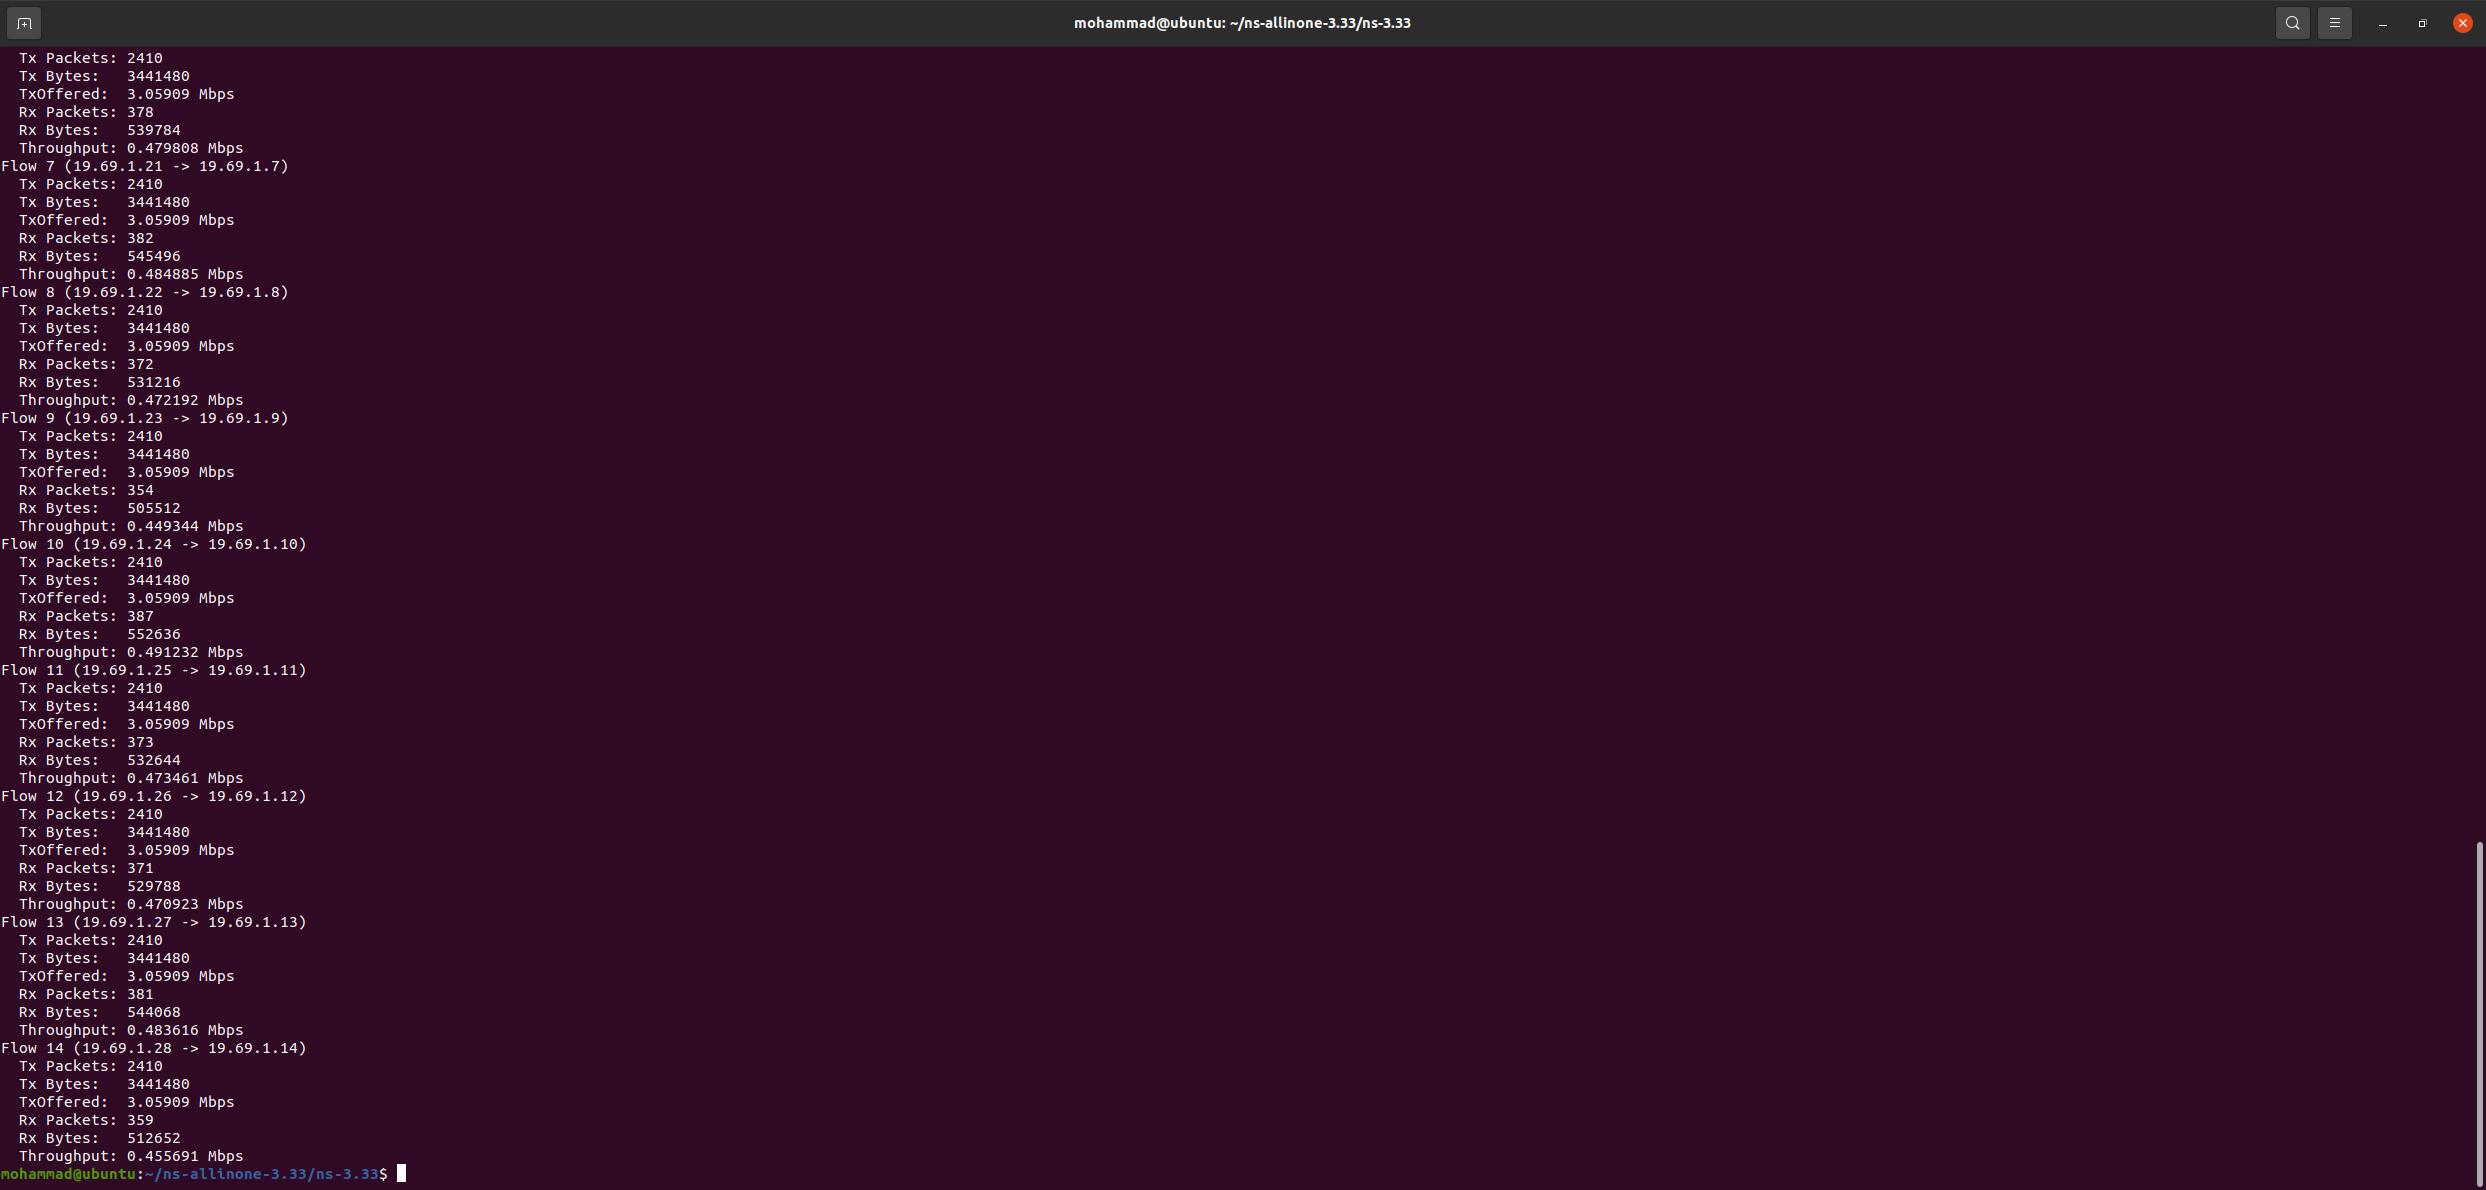 mohammad@ubuntu: ~/ns-allinone-3.33/ns-3.33
  Tx Packets: 2410
  Tx Bytes:   3441480
  TxOffered:  3.05909 Mbps
  Rx Packets: 378
  Rx Bytes:   539784
  Throughput: 0.479808 Mbps
Flow 7 (19.69.1.21 -> 19.69.1.7)
  Tx Packets: 2410
  Tx Bytes:   3441480
  TxOffered:  3.05909 Mbps
  Rx Packets: 382
  Rx Bytes:   545496
  Throughput: 0.484885 Mbps
Flow 8 (19.69.1.22 -> 19.69.1.8)
  Tx Packets: 2410
  Tx Bytes:   3441480
  TxOffered:  3.05909 Mbps
  Rx Packets: 372
  Rx Bytes:   531216
  Throughput: 0.472192 Mbps
Flow 9 (19.69.1.23 -> 19.69.1.9)
  Tx Packets: 2410
  Tx Bytes:   3441480
  TxOffered:  3.05909 Mbps
  Rx Packets: 354
  Rx Bytes:   505512
  Throughput: 0.449344 Mbps
Flow 10 (19.69.1.24 -> 19.69.1.10)
  Tx Packets: 2410
  Tx Bytes:   3441480
  TxOffered:  3.05909 Mbps
  Rx Packets: 387
  Rx Bytes:   552636
  Throughput: 0.491232 Mbps
Flow 11 (19.69.1.25 -> 19.69.1.11)
  Tx Packets: 2410
  Tx Bytes:   3441480
  TxOffered:  3.05909 Mbps
  Rx Packets: 373
  Rx Bytes:   532644
  Throughput: 0.473461 Mbps
Flow 12 (19.69.1.26 -> 19.69.1.12)
  Tx Packets: 2410
  Tx Bytes:   3441480
  TxOffered:  3.05909 Mbps
  Rx Packets: 371
  Rx Bytes:   529788
  Throughput: 0.470923 Mbps
Flow 13 (19.69.1.27 -> 19.69.1.13)
  Tx Packets: 2410
  Tx Bytes:   3441480
  TxOffered:  3.05909 Mbps
  Rx Packets: 381
  Rx Bytes:   544068
  Throughput: 0.483616 Mbps
Flow 14 (19.69.1.28 -> 19.69.1.14)
  Tx Packets: 2410
  Tx Bytes:   3441480
  TxOffered:  3.05909 Mbps
  Rx Packets: 359
  Rx Bytes:   512652
  Throughput: 0.455691 Mbps
mohammad@ubuntu:~/ns-allinone-3.33/ns-3.33$